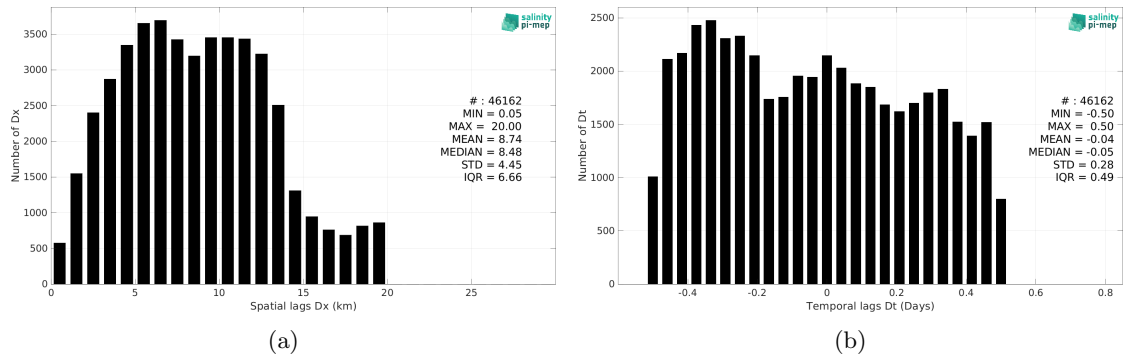 salinity
pi-mep
3500
3000
2500
2000
1500
1000
500
0
Number of Dx
# : 46162
MIN = 0.05
MAX = 20.00
MEAN = 8.74
MEDIAN = 8.48
STD = 4.45
IQR = 6.66
0 5 10 15 20 25
Spatial lags Dx (km)
(a)
salinity
pi-mep
2500
2000
1500
1000
500
0
Number of Dt
# : 46162
MIN = -0.50
MAX = 0.50
MEAN = -0.04
MEDIAN = -0.05
STD = 0.28
IQR = 0.49
-0.4 -0.2 0 0.2 0.4 0.6 0.8
Temporal lags Dt (Days)
(b)